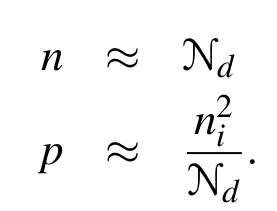 n ≈ 𝒩_d
p ≈ n_i^2 / 𝒩_d.